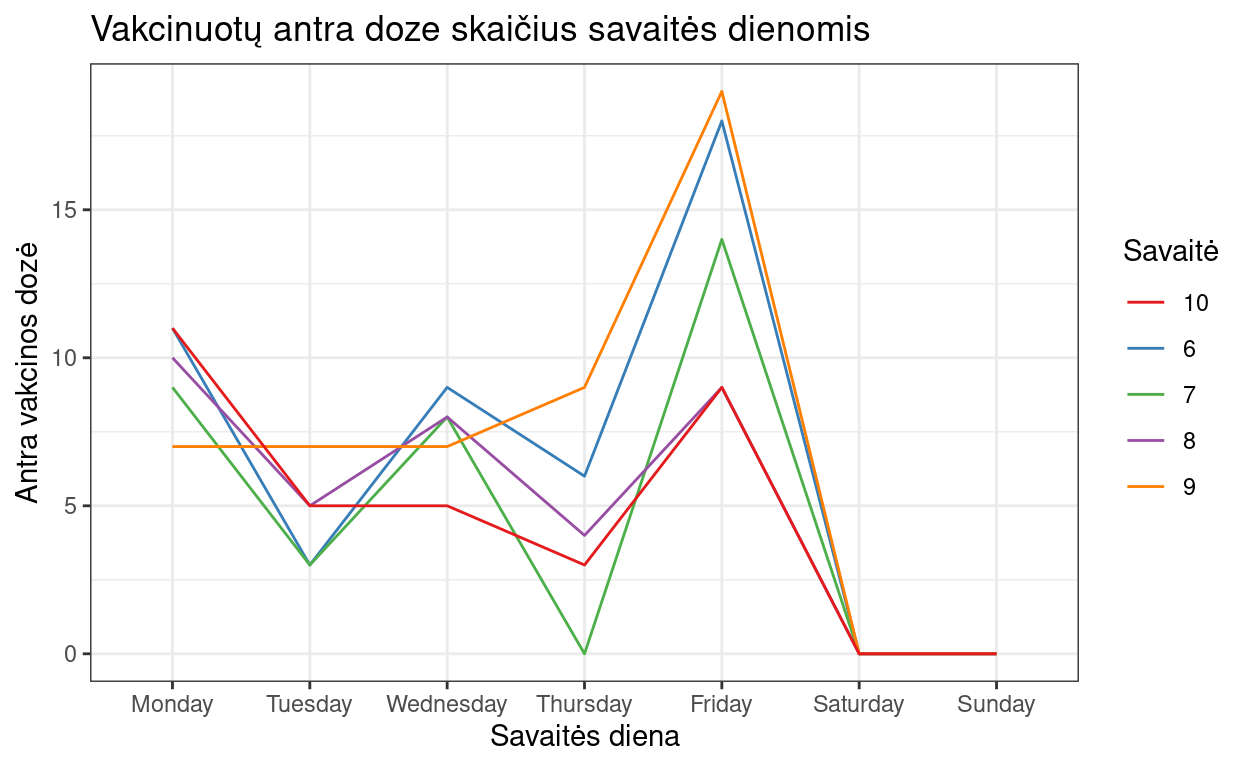 Vakcinuotų antra doze skaičius savaitės dienomis
Antra vakcinos dozė
15
10
5
0
Monday Tuesday Wednesday Thursday Friday Saturday Sunday
Savaitės diena
Savaitė
10
6
7
8
9